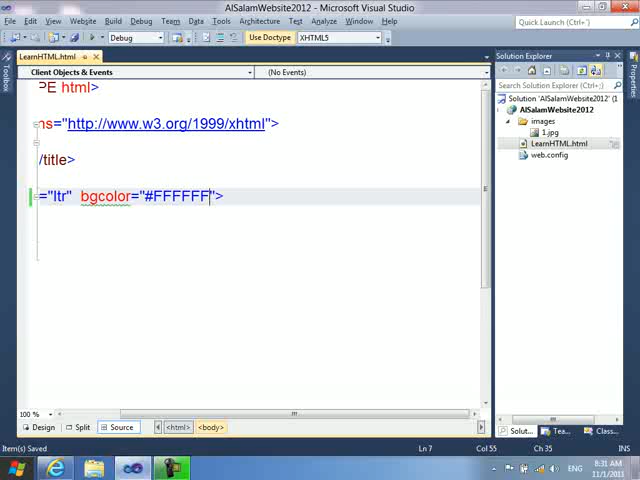 AlSalamWebsite2012 - Microsoft Visual Studio
Quick Launch
File Edit View Website Build Debug Team Data Tools Architecture Test Analyze Window Help
Debug Use Doctype XHTML5
LearnHTML.html
Client Objects & Events (No Events)
PE html>
ns="http://www.w3.org/1999/xhtml">
/title>
="ltr" bgcolor="#FFFFFF">
Toolbox
Solution Explorer
Search Solution Explorer (Ctrl+;)
Solution 'AlSalamWebsite2012' (1
AlSalamWebsite2012
images
1.jpg
LearnHTML.html
web.config
Properties
100 %
Design Split Source <html> <body>
Solut... Tea... Class...
Item(s) Saved Ln 7 Col 55 Ch 35 INS
ENG
8:31 AM